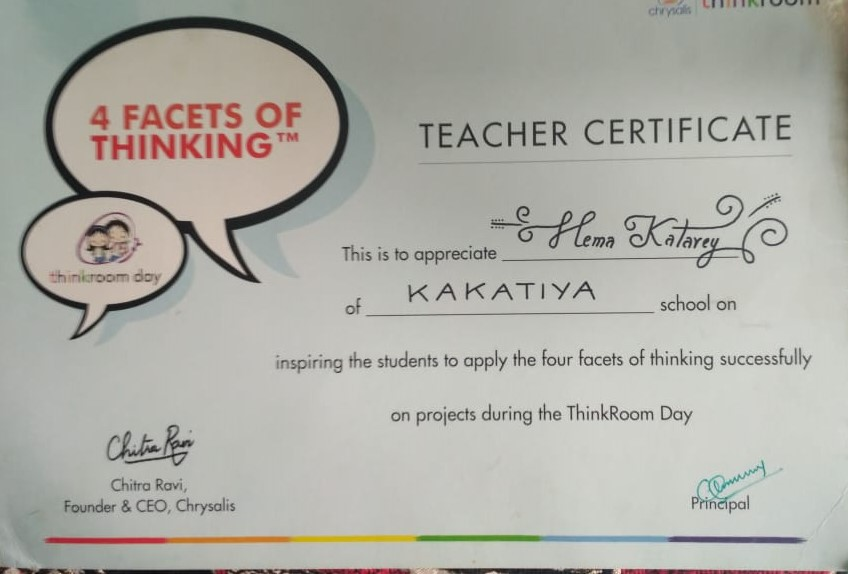 chrysalis thinkroom
4 FACETS OF
THINKING™
TEACHER CERTIFICATE
thinkroom day
This is to appreciate Hema Katarey
of KAKATIYA school on
inspiring the students to apply the four facets of thinking successfully
on projects during the ThinkRoom Day
Chitra Ravi
Chitra Ravi,
Founder & CEO, Chrysalis
Principal